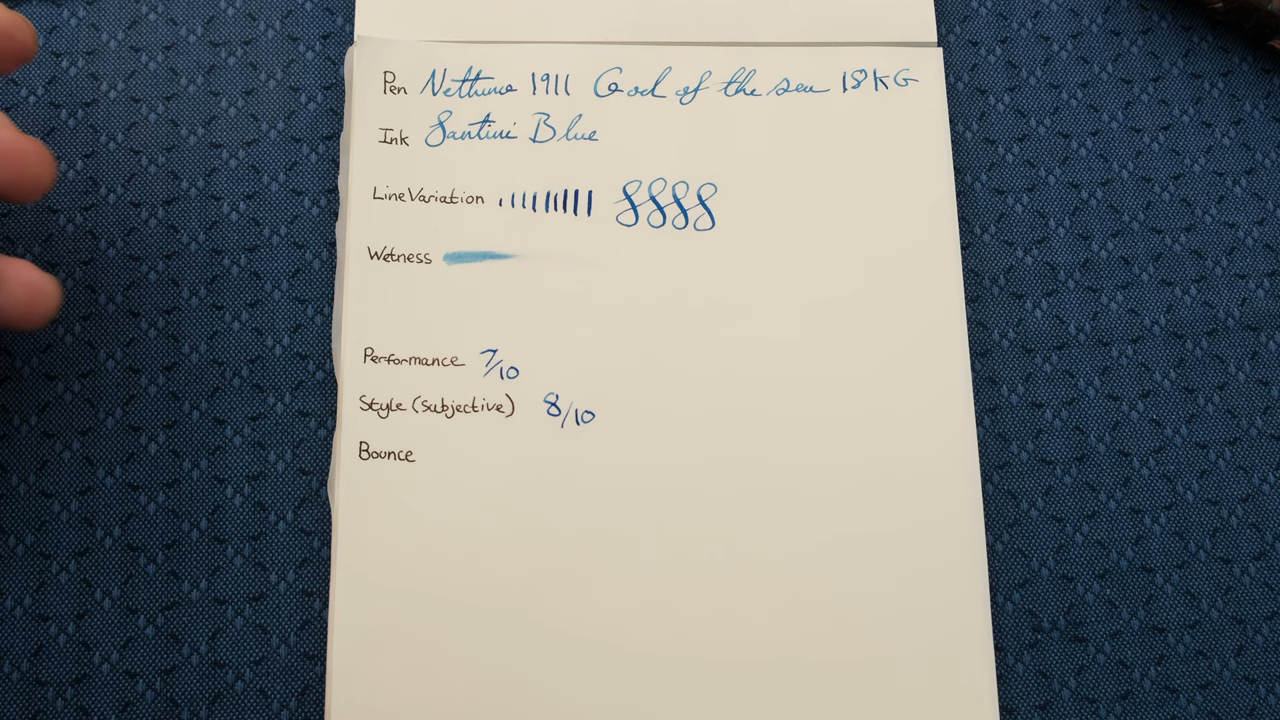 Pen Nettuno 1911 God of the sea 18KG
Ink Santini Blue
Line Variation
Wetness
Performance 7/10
Style (subjective) 8/10
Bounce